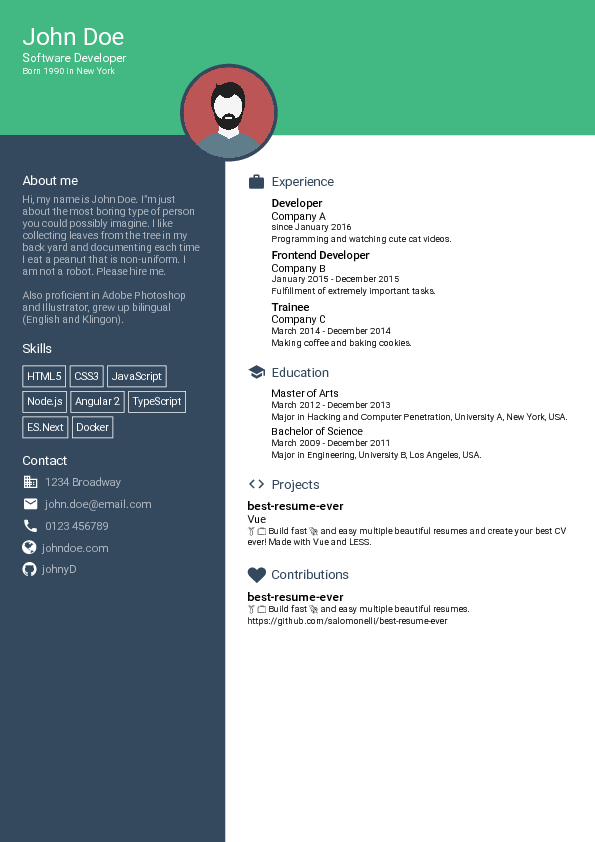 John Doe
Software Developer
Born 1990 in New York
About me
Hi, my name is John Doe. I'm just
about the most boring type of person
you could possibly imagine. I like
collecting leaves from the tree in my
back yard and documenting each time
I eat a peanut that is non-uniform. I
am not a robot. Please hire me.
Also proficient in Adobe Photoshop
and Illustrator, grew up bilingual
(English and Klingon).
Skills
HTML5 CSS3 JavaScript
Node.js Angular 2 TypeScript
ES.Next Docker
Contact
1234 Broadway
john.doe@email.com
0123 456789
johndoe.com
johnyD
Experience
Developer
Company A
since January 2016
Programming and watching cute cat videos.
Frontend Developer
Company B
January 2015 - December 2015
Fulfillment of extremely important tasks.
Trainee
Company C
March 2014 - December 2014
Making coffee and baking cookies.
Education
Master of Arts
March 2012 - December 2013
Major in Hacking and Computer Penetration, University A, New York, USA.
Bachelor of Science
March 2009 - December 2011
Major in Engineering, University B, Los Angeles, USA.
Projects
best-resume-ever
Vue
👔 💼 Build fast 🚀 and easy multiple beautiful resumes and create your best CV
ever! Made with Vue and LESS.
Contributions
best-resume-ever
👔 💼 Build fast 🚀 and easy multiple beautiful resumes.
https://github.com/salomonelli/best-resume-ever